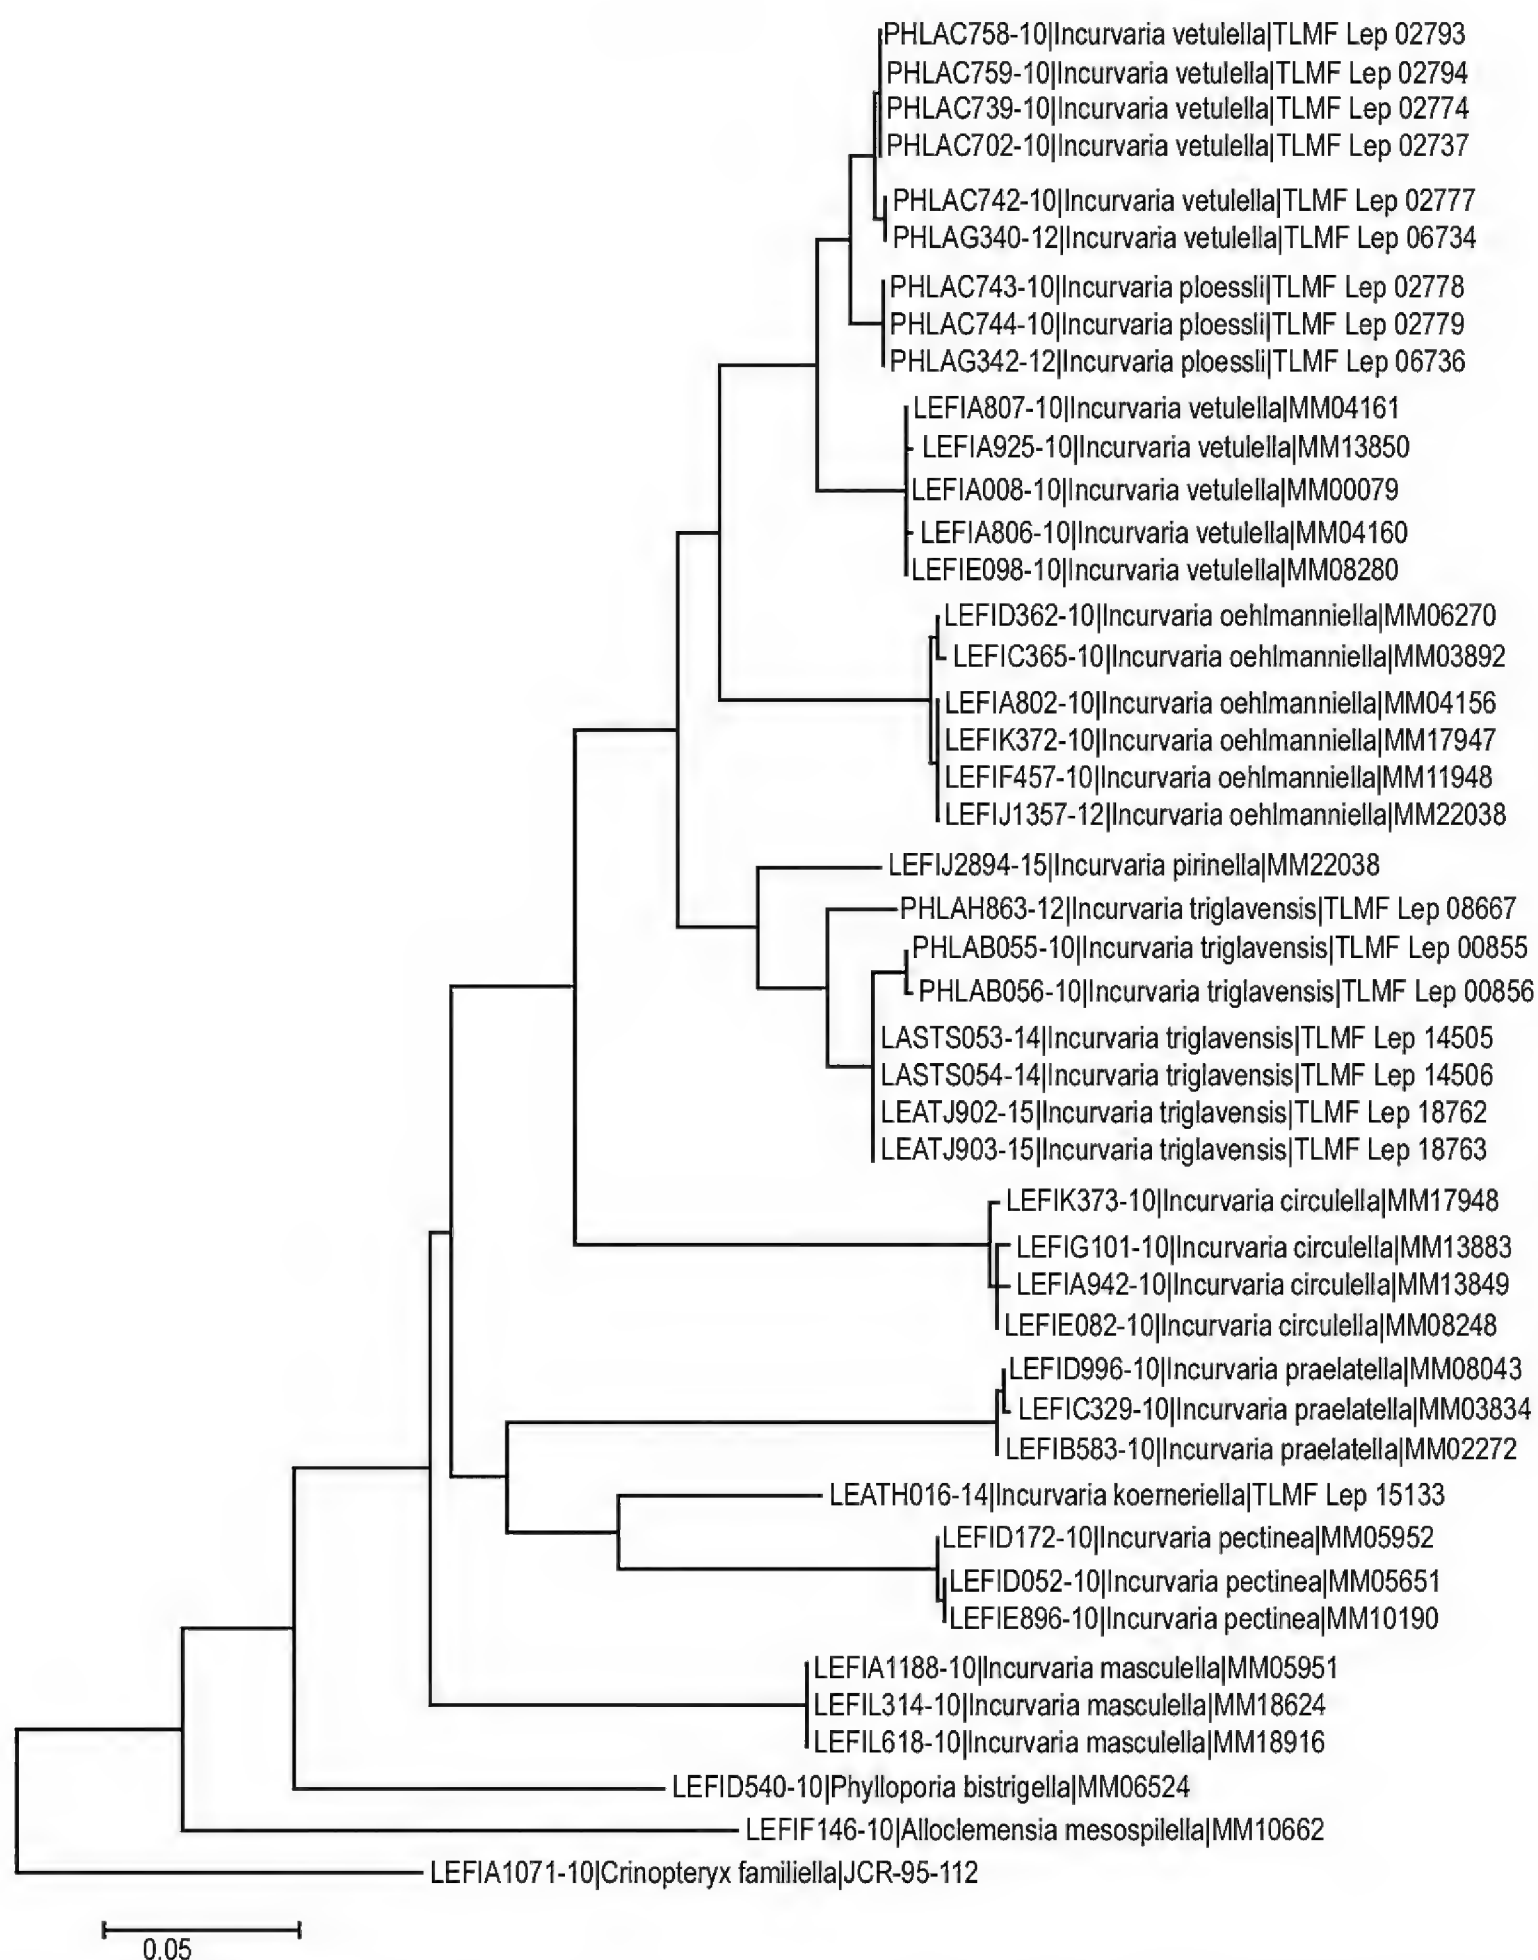 PHLAC758-10|Incurvaria vetulella|TLMF Lep 02793
PHLAC759-10|Incurvaria vetulella|TLMF Lep 02794
PHLAC739-10|Incurvaria vetulella|TLMF Lep 02774
PHLAC702-10|Incurvaria vetulella|TLMF Lep 02737
PHLAC742-10|Incurvaria vetulella|TLMF Lep 02777
PHLAG340-12|Incurvaria vetulella|TLMF Lep 06734
PHLAC743-10|Incurvaria ploessli|TLMF Lep 02778
PHLAC744-10|Incurvaria ploessli|TLMF Lep 02779
PHLAG342-12|Incurvaria ploessli|TLMF Lep 06736
LEFIA807-10|Incurvaria vetulella|MM04161
LEFIA925-10|Incurvaria vetulella|MM13850
LEFIA008-10|Incurvaria vetulella|MM00079
LEFIA806-10|Incurvaria vetulella|MM04160
LEFIE098-10|Incurvaria vetulella|MM08280
LEFID362-10|Incurvaria oehlmanniella|MM06270
LEFIC365-10|Incurvaria oehlmanniella|MM03892
LEFIA802-10|Incurvaria oehlmanniella|MM04156
LEFIK372-10|Incurvaria oehlmanniella|MM17947
LEFIF457-10|Incurvaria oehlmanniella|MM11948
LEFIJ1357-12|Incurvaria oehlmanniella|MM22038
LEFIJ2894-15|Incurvaria pirinella|MM22038
PHLAH863-12|Incurvaria triglavensis|TLMF Lep 08667
PHLAB055-10|Incurvaria triglavensis|TLMF Lep 00855
PHLAB056-10|Incurvaria triglavensis|TLMF Lep 00856
LASTS053-14|Incurvaria triglavensis|TLMF Lep 14505
LASTS054-14|Incurvaria triglavensis|TLMF Lep 14506
LEATJ902-15|Incurvaria triglavensis|TLMF Lep 18762
LEATJ903-15|Incurvaria triglavensis|TLMF Lep 18763
LEFIK373-10|Incurvaria circulella|MM17948
LEFIG101-10|Incurvaria circulella|MM13883
LEFIA942-10|Incurvaria circulella|MM13849
LEFIE082-10|Incurvaria circulella|MM08248
LEFID996-10|Incurvaria praelatella|MM08043
LEFIC329-10|Incurvaria praelatella|MM03834
LEFIB583-10|Incurvaria praelatella|MM02272
LEATH016-14|Incurvaria koerneriella|TLMF Lep 15133
LEFID172-10|Incurvaria pectinea|MM05952
LEFID052-10|Incurvaria pectinea|MM05651
LEFIE896-10|Incurvaria pectinea|MM10190
LEFIA1188-10|Incurvaria masculella|MM05951
LEFIL314-10|Incurvaria masculella|MM18624
LEFIL618-10|Incurvaria masculella|MM18916
LEFID540-10|Phylloporia bistrigella|MM06524
LEFIF146-10|Alloclemensia mesospilella|MM10662
LEFIA1071-10|Crinopteryx familiella|JCR-95-112
0.05